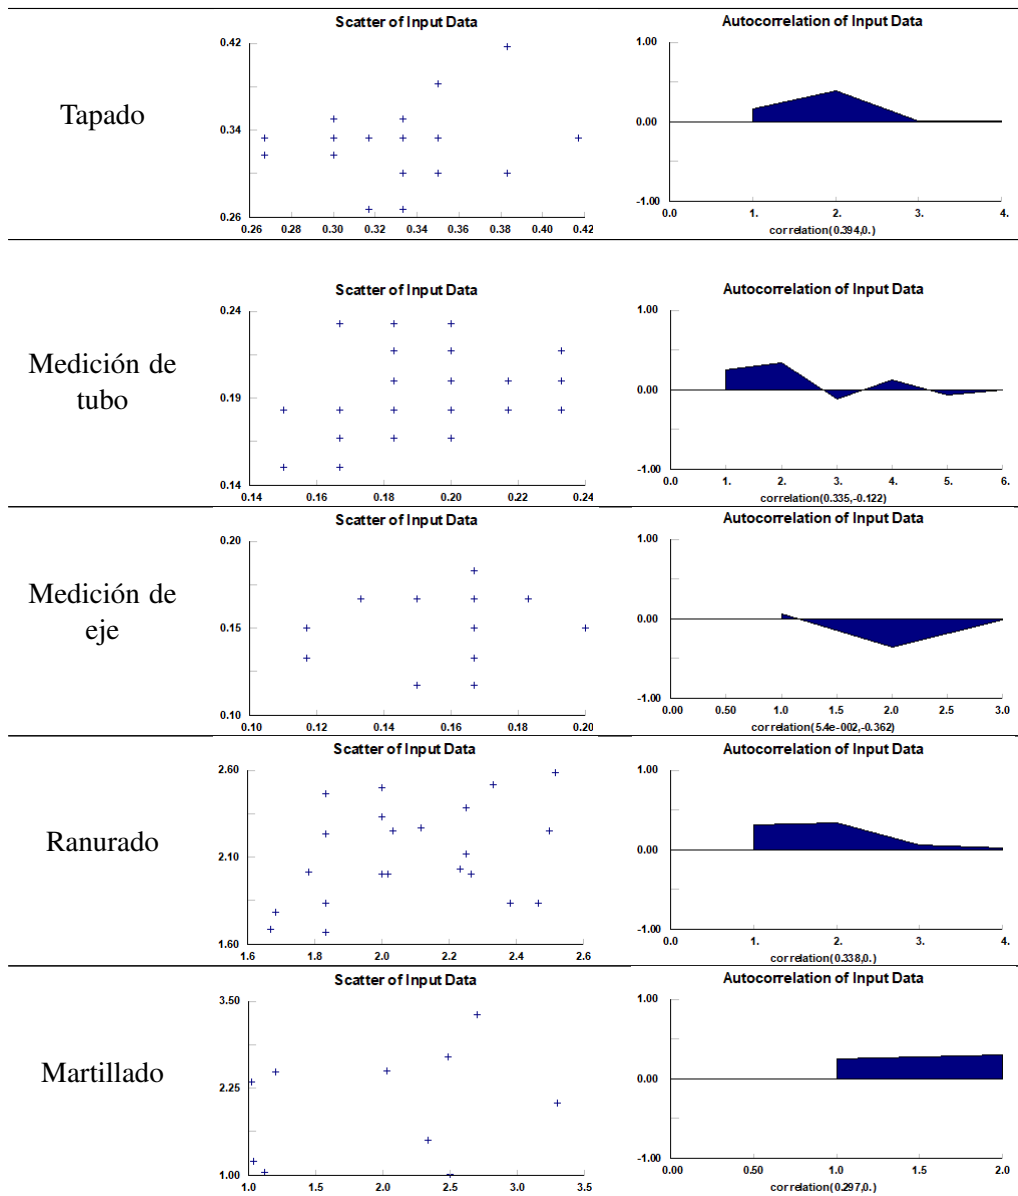 Scatter of Input Data
Autocorrelation of Input Data
Tapado
0.42
0.34
0.26
0.26 0.28 0.30 0.32 0.34 0.36 0.38 0.40 0.42
1.00
0.00
-1.00
0.0 1. 2. 3. 4.
correlation(0.394,0.)
Scatter of Input Data
Autocorrelation of Input Data
Medición de
tubo
0.24
0.19
0.14
0.14 0.16 0.18 0.20 0.22 0.24
1.00
0.00
-1.00
0.0 1. 2. 3. 4. 5. 6.
correlation(0.335,-0.122)
Scatter of Input Data
Autocorrelation of Input Data
Medición de
eje
0.20
0.15
0.10
0.10 0.12 0.14 0.16 0.18 0.20
1.00
0.00
-1.00
0.00 0.50 1.0 1.5 2.0 2.5 3.0
correlation(5.4e-002,-0.362)
Scatter of Input Data
Autocorrelation of Input Data
Ranurado
2.60
2.10
1.60
1.6 1.8 2.0 2.2 2.4 2.6
1.00
0.00
-1.00
0.0 1. 2. 3. 4.
correlation(0.338,0.)
Scatter of Input Data
Autocorrelation of Input Data
Martillado
3.50
2.25
1.00
1.0 1.5 2.0 2.5 3.0 3.5
1.00
0.00
-1.00
0.00 0.50 1.0 1.5 2.0
correlation(0.297,0.)